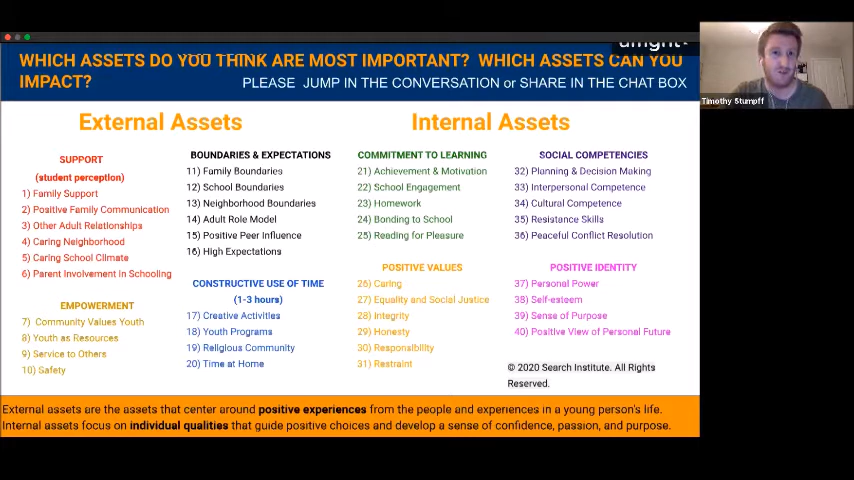 WHICH ASSETS DO YOU THINK ARE MOST IMPORTANT? WHICH ASSETS CAN YOU
IMPACT?
PLEASE JUMP IN THE CONVERSATION or SHARE IN THE CHAT BOX
Timothy Stumpff
External Assets
SUPPORT
(student perception)
1) Family Support
2) Positive Family Communication
3) Other Adult Relationships
4) Caring Neighborhood
5) Caring School Climate
6) Parent Involvement in Schooling
EMPOWERMENT
7) Community Values Youth
8) Youth as Resources
9) Service to Others
10) Safety
BOUNDARIES & EXPECTATIONS
11) Family Boundaries
12) School Boundaries
13) Neighborhood Boundaries
14) Adult Role Model
15) Positive Peer Influence
16) High Expectations
CONSTRUCTIVE USE OF TIME
(1-3 hours)
17) Creative Activities
18) Youth Programs
19) Religious Community
20) Time at Home
Internal Assets
COMMITMENT TO LEARNING
21) Achievement & Motivation
22) School Engagement
23) Homework
24) Bonding to School
25) Reading for Pleasure
POSITIVE VALUES
26) Caring
27) Equality and Social Justice
28) Integrity
29) Honesty
30) Responsibility
31) Restraint
SOCIAL COMPETENCIES
32) Planning & Decision Making
33) Interpersonal Competence
34) Cultural Competence
35) Resistance Skills
36) Peaceful Conflict Resolution
POSITIVE IDENTITY
37) Personal Power
38) Self-esteem
39) Sense of Purpose
40) Positive View of Personal Future
© 2020 Search Institute. All Rights
Reserved.
External assets are the assets that center around positive experiences from the people and experiences in a young person's life.
Internal assets focus on individual qualities that guide positive choices and develop a sense of confidence, passion, and purpose.